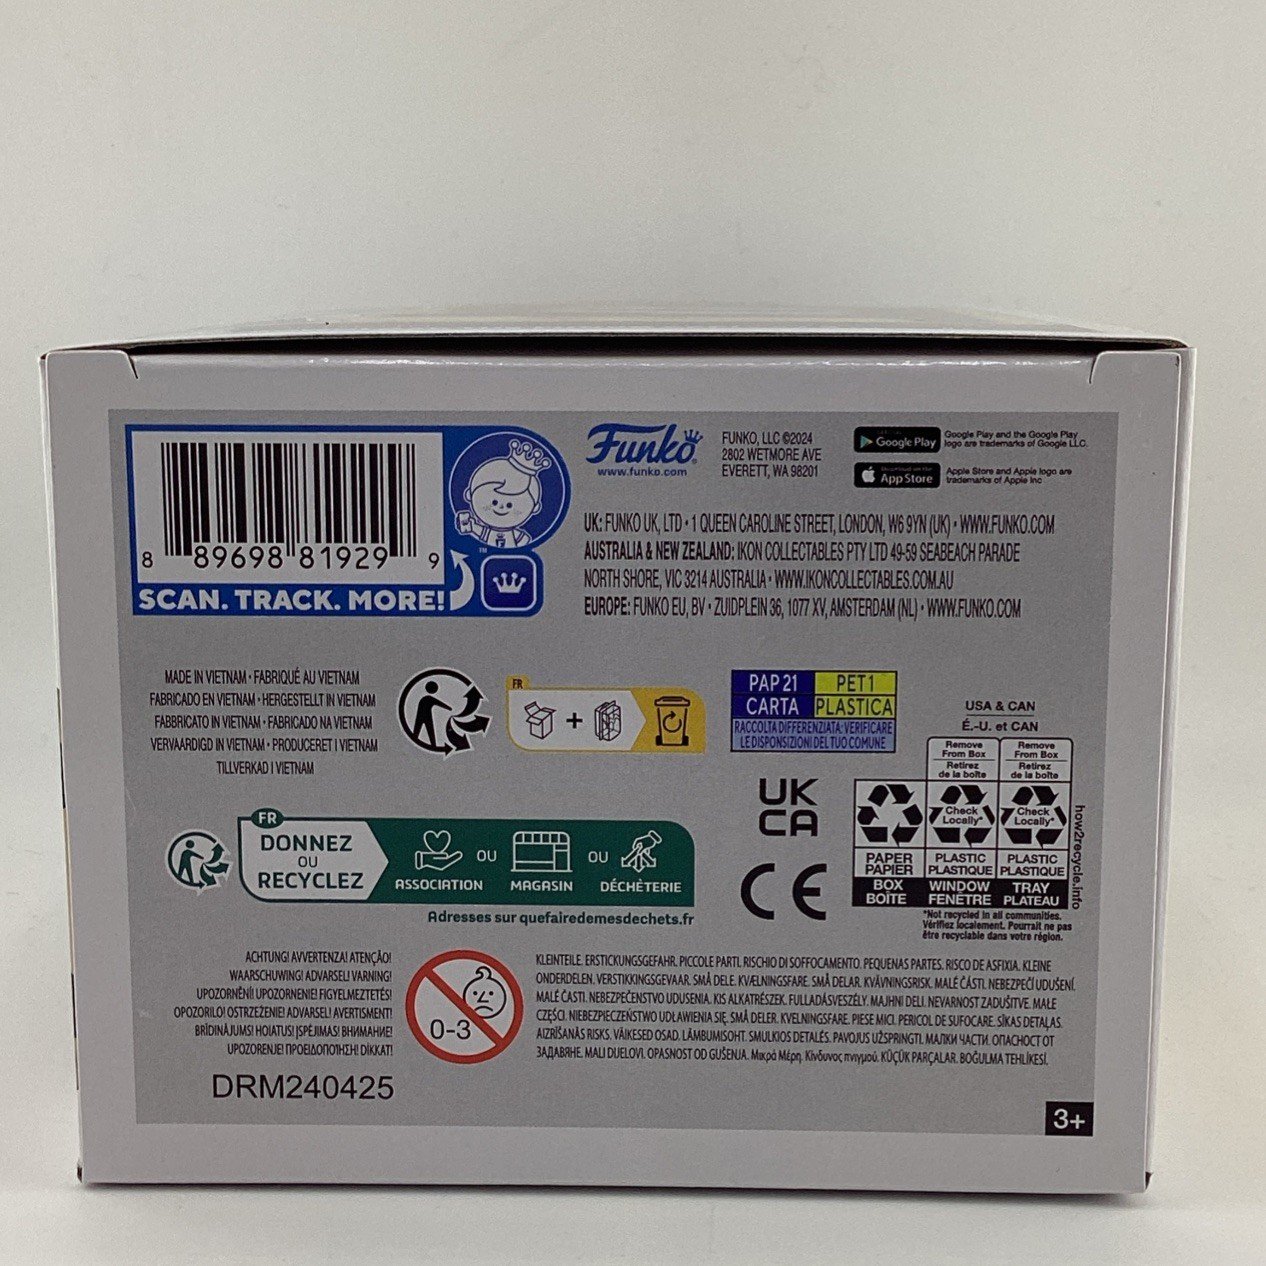 8 89698 81929 9
SCAN. TRACK. MORE!
TM
Funko
www.funko.com
FUNKO, LLC ©2024
2802 WETMORE AVE
EVERETT, WA 98201
Google Play
Google Play and the Google Play
logo are trademarks of Google LLC.
App Store
Apple Store and Apple logo are
trademarks of Apple Inc
UK: FUNKO UK, LTD • 1 QUEEN CAROLINE STREET, LONDON, W6 9YN (UK) • WWW.FUNKO.COM
AUSTRALIA & NEW ZEALAND: IKON COLLECTABLES PTY LTD 49-59 SEABEACH PARADE
NORTH SHORE, VIC 3214 AUSTRALIA • WWW.IKONCOLLECTABLES.COM.AU
EUROPE: FUNKO EU, BV • ZUIDPLEIN 36, 1077 XV, AMSTERDAM (NL) • WWW.FUNKO.COM
MADE IN VIETNAM • FABRIQUÉ AU VIETNAM
FABRICADO EN VIETNAM • HERGESTELLT IN VIETNAM
FABBRICATO IN VIETNAM • FABRICADO NA VIETNAM
VERVAARDIGD IN VIETNAM • PRODUCERET I VIETNAM
TILLVERKAD I VIETNAM
FR
+
PAP 21 PET 1
CARTA PLASTICA
RACCOLTA DIFFERENZIATA. VERIFICARE
LE DISPOSIZIONI DEL TUO COMUNE
USA & CAN
É.-U. et CAN
Remove From Box
Retirez de la boîte
Remove From Box
Retirez de la boîte
Check Locally*
Check Locally*
PAPER PAPIER
PLASTIC PLASTIQUE
PLASTIC PLASTIQUE
BOX BOÎTE
WINDOW FENÊTRE
TRAY PLATEAU
how2recycle.info
*Not recycled in all communities.
Vérifiez localement. Pourrait ne pas
être recyclable dans votre région.
UK
CA
CE
FR
DONNEZ
OU
RECYCLEZ
ASSOCIATION OU MAGASIN OU DÉCHÈTERIE
Adresses sur quefairedemesdechets.fr
ACHTUNG! AVVERTENZA! ATENÇÃO!
WAARSCHUWING! ADVARSEL! VARNING!
UPOZORNĚNÍ! UPOZORNENIE! FIGYELMEZTETÉS!
OPOZORILO! OSTRZEŻENIE! ADVARSEL! AVERTISMENT!
BRĪDINĀJUMS! HOIATUS! ĮSPĖJIMAS! ВНИМАНИЕ!
UPOZORENJE! ΠΡΟΕΙΔΟΠΟΙΗΣΗ! DİKKAT!
0-3
KLEINTEILE. ERSTICKUNGSGEFAHR. PICCOLE PARTI. RISCHIO DI SOFFOCAMENTO. PEQUENAS PARTES. RISCO DE ASFIXIA. KLEINE
ONDERDELEN. VERSTIKKINGSGEVAAR. SMÅ DELE. KVÆLNINGSFARE. SMÅ DELAR. KVÄVNINGSRISK. MALÉ ČÁSTI. NEBEZPEČÍ UDUŠENÍ.
MALÉ ČASTI. NEBEZPEČENSTVO UDUSENIA. KIS ALKATRÉSZEK. FULLADÁSVESZÉLY. MAJHNI DELI. NEVARNOST ZADUŠITVE. MAŁE
CZĘŚCI. NIEBEZPIECZEŃSTWO UDŁAWIENIA SIĘ. SMÅ DELER. KVELNINGSFARE. PIESE MICI. PERICOL DE SUFOCARE. SĪKAS DETAĻAS.
AIZRĪŠANĀS RISKS. VÄIKESED OSAD. LÄMBUMISOHT. SMULKIOS DETALĖS. PAVOJUS UŽSPRINGTI. МАЛКИ ЧАСТИ. ОПАСНОСТ ОТ
ЗАДАВЯНЕ. MALI DIJELOVI. OPASNOST OD GUŠENJA. Μικρά Μέρη. Κίνδυνος πνιγμού. KÜÇÜK PARÇALAR. BOĞULMA TEHLİKESİ.
DRM240425
3+